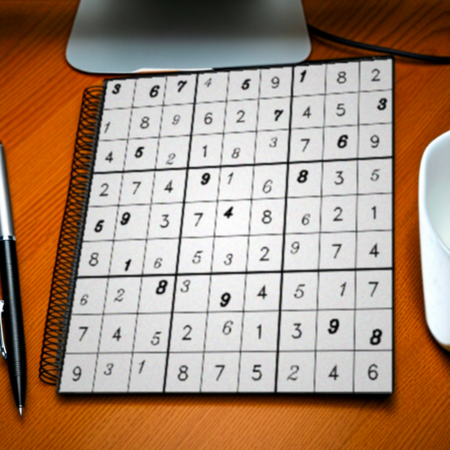 3 6 7 4 5 9 1 8 2
1 8 9 6 2 7 4 5 3
4 5 2 1 8 3 7 6 9
2 7 4 9 1 6 8 3 5
5 9 3 7 4 8 6 2 1
8 1 6 5 3 2 9 7 4
6 2 8 3 9 4 5 1 7
7 4 5 2 6 1 3 9 8
9 3 1 8 7 5 2 4 6